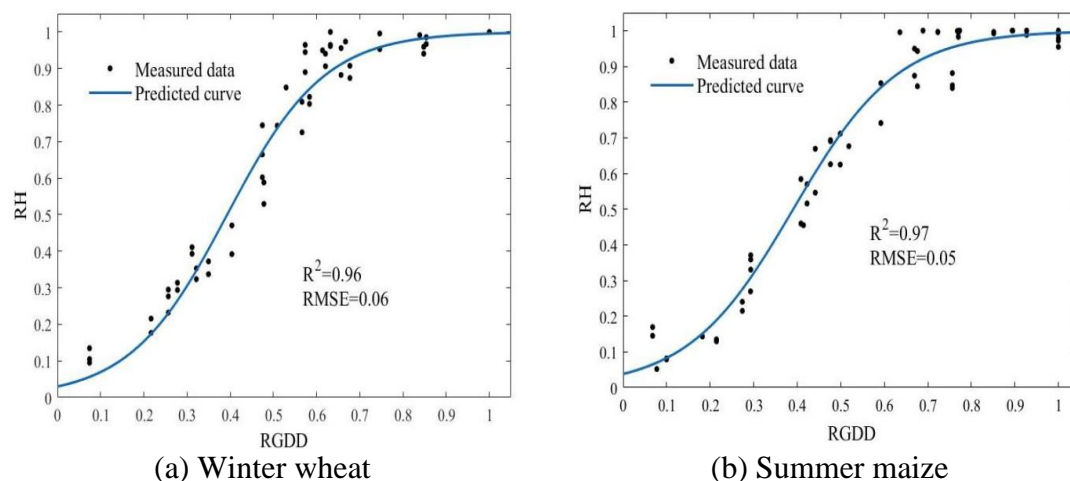 1
0.9
0.8
0.7
0.6
0.5
0.4
0.3
0.2
0.1
0
RH
Measured data
Predicted curve
R²=0.96
RMSE=0.06
0 0.1 0.2 0.3 0.4 0.5 0.6 0.7 0.8 0.9 1
RGDD
(a) Winter wheat
1
0.9
0.8
0.7
0.6
0.5
0.4
0.3
0.2
0.1
0
RH
Measured data
Predicted curve
R²=0.97
RMSE=0.05
0 0.1 0.2 0.3 0.4 0.5 0.6 0.7 0.8 0.9 1
RGDD
(b) Summer maize